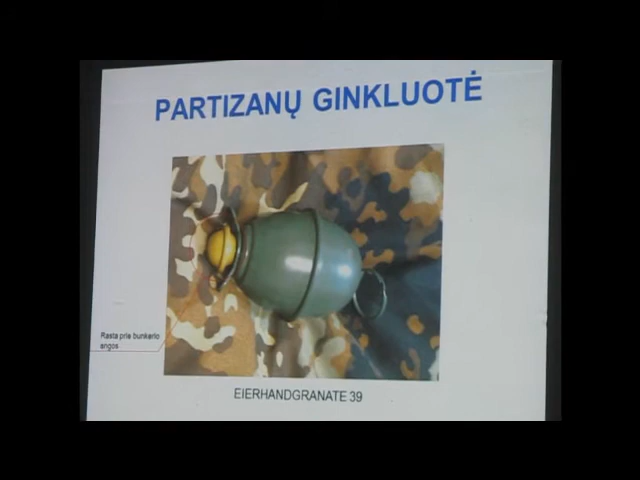 PARTIZANŲ GINKLUOTĖ
Rasta prie bunkerio
angos
EIERHANDGRANATE 39